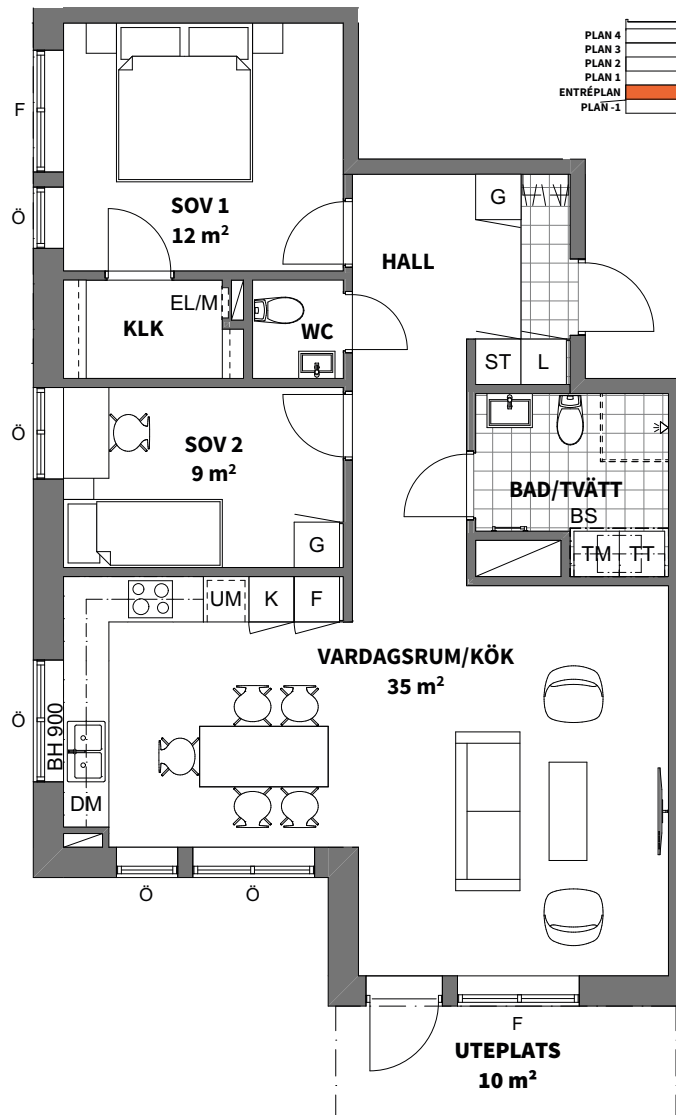 PLAN 4
PLAN 3
PLAN 2
PLAN 1
ENTRÉPLAN
PLAN -1
F
Ö
SOV 1
12 m²
G
HALL
EL/M
KLK
WC
ST
L
Ö
SOV 2
9 m²
G
BAD/TVÄTT
BS
TM
TT
UM
K
F
VARDAGSRUM/KÖK
35 m²
Ö
BH 900
DM
Ö
Ö
F
UTEPLATS
10 m²